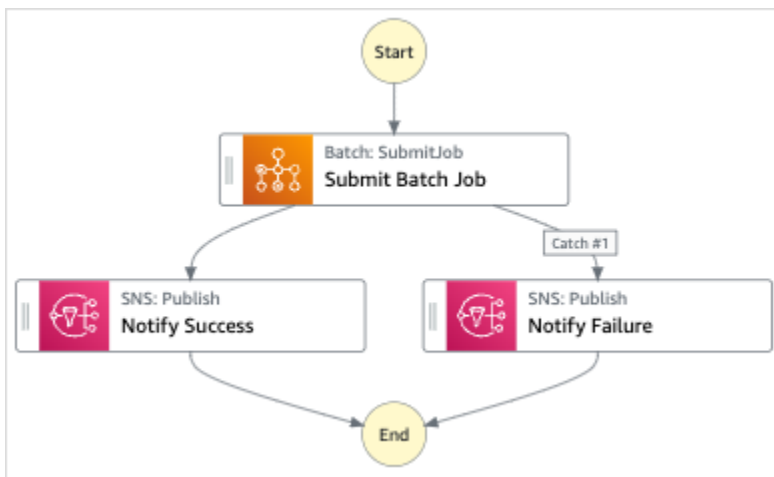 Start
Batch: SubmitJob
Submit Batch Job
Catch #1
SNS: Publish
Notify Success
SNS: Publish
Notify Failure
End